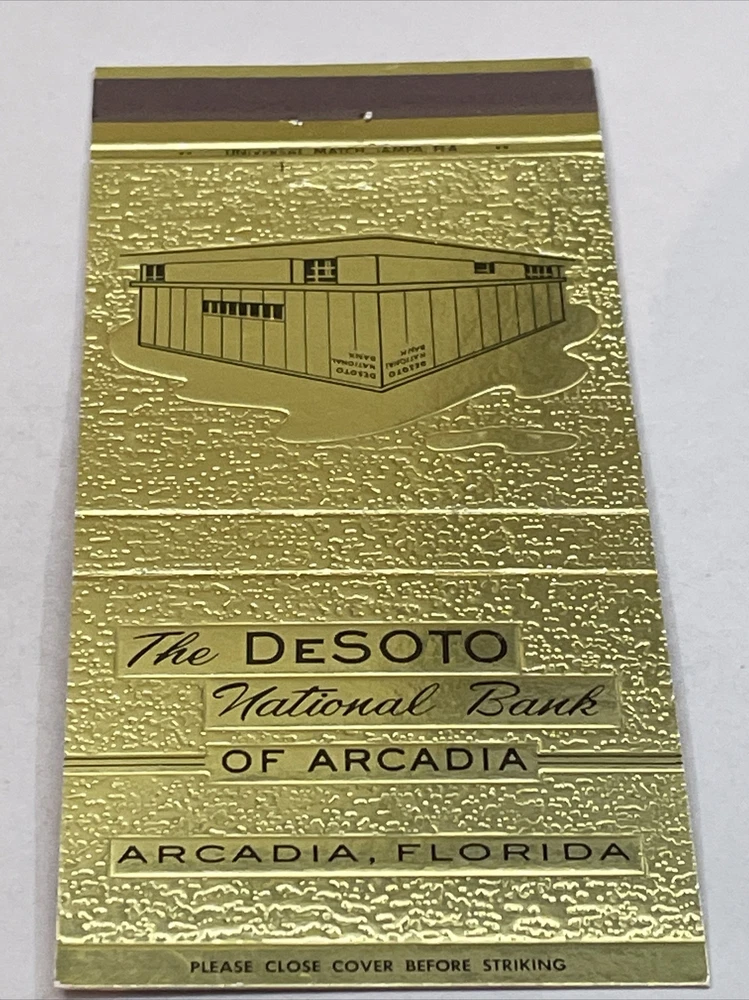 UNIVERSAL MATCH TAMPA, FLA
DESOTO
NATIONAL
BANK
DESOTO
NATIONAL
BANK
The DESOTO
National Bank
OF ARCADIA
ARCADIA, FLORIDA
PLEASE CLOSE COVER BEFORE STRIKING